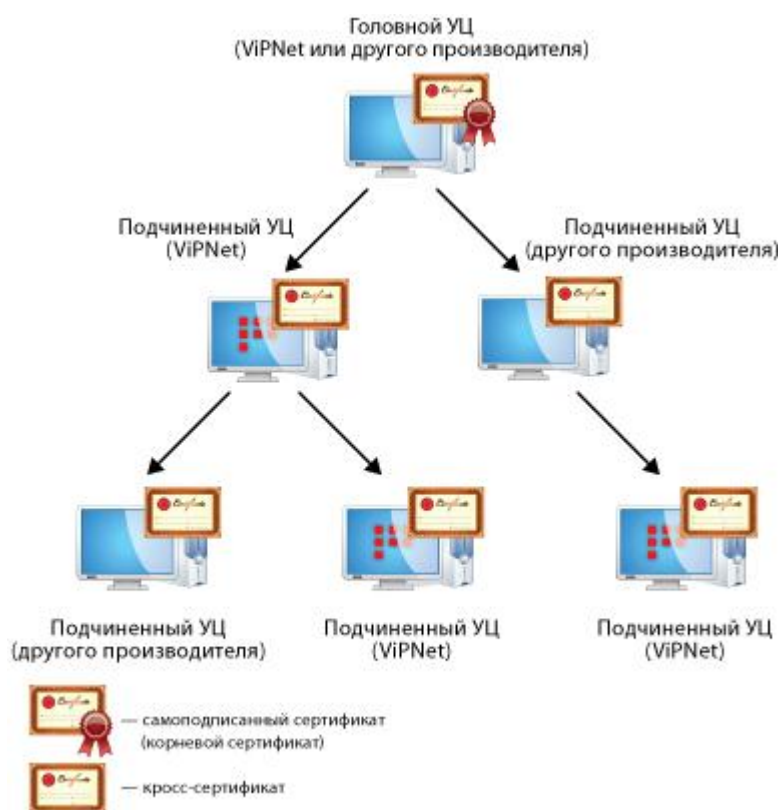 Головной УЦ
(ViPNet или другого производителя)
Подчиненный УЦ
(ViPNet)
Подчиненный УЦ
(другого производителя)
Подчиненный УЦ
(другого производителя)
Подчиненный УЦ
(ViPNet)
Подчиненный УЦ
(ViPNet)
— самоподписанный сертификат
(корневой сертификат)
— кросс-сертификат